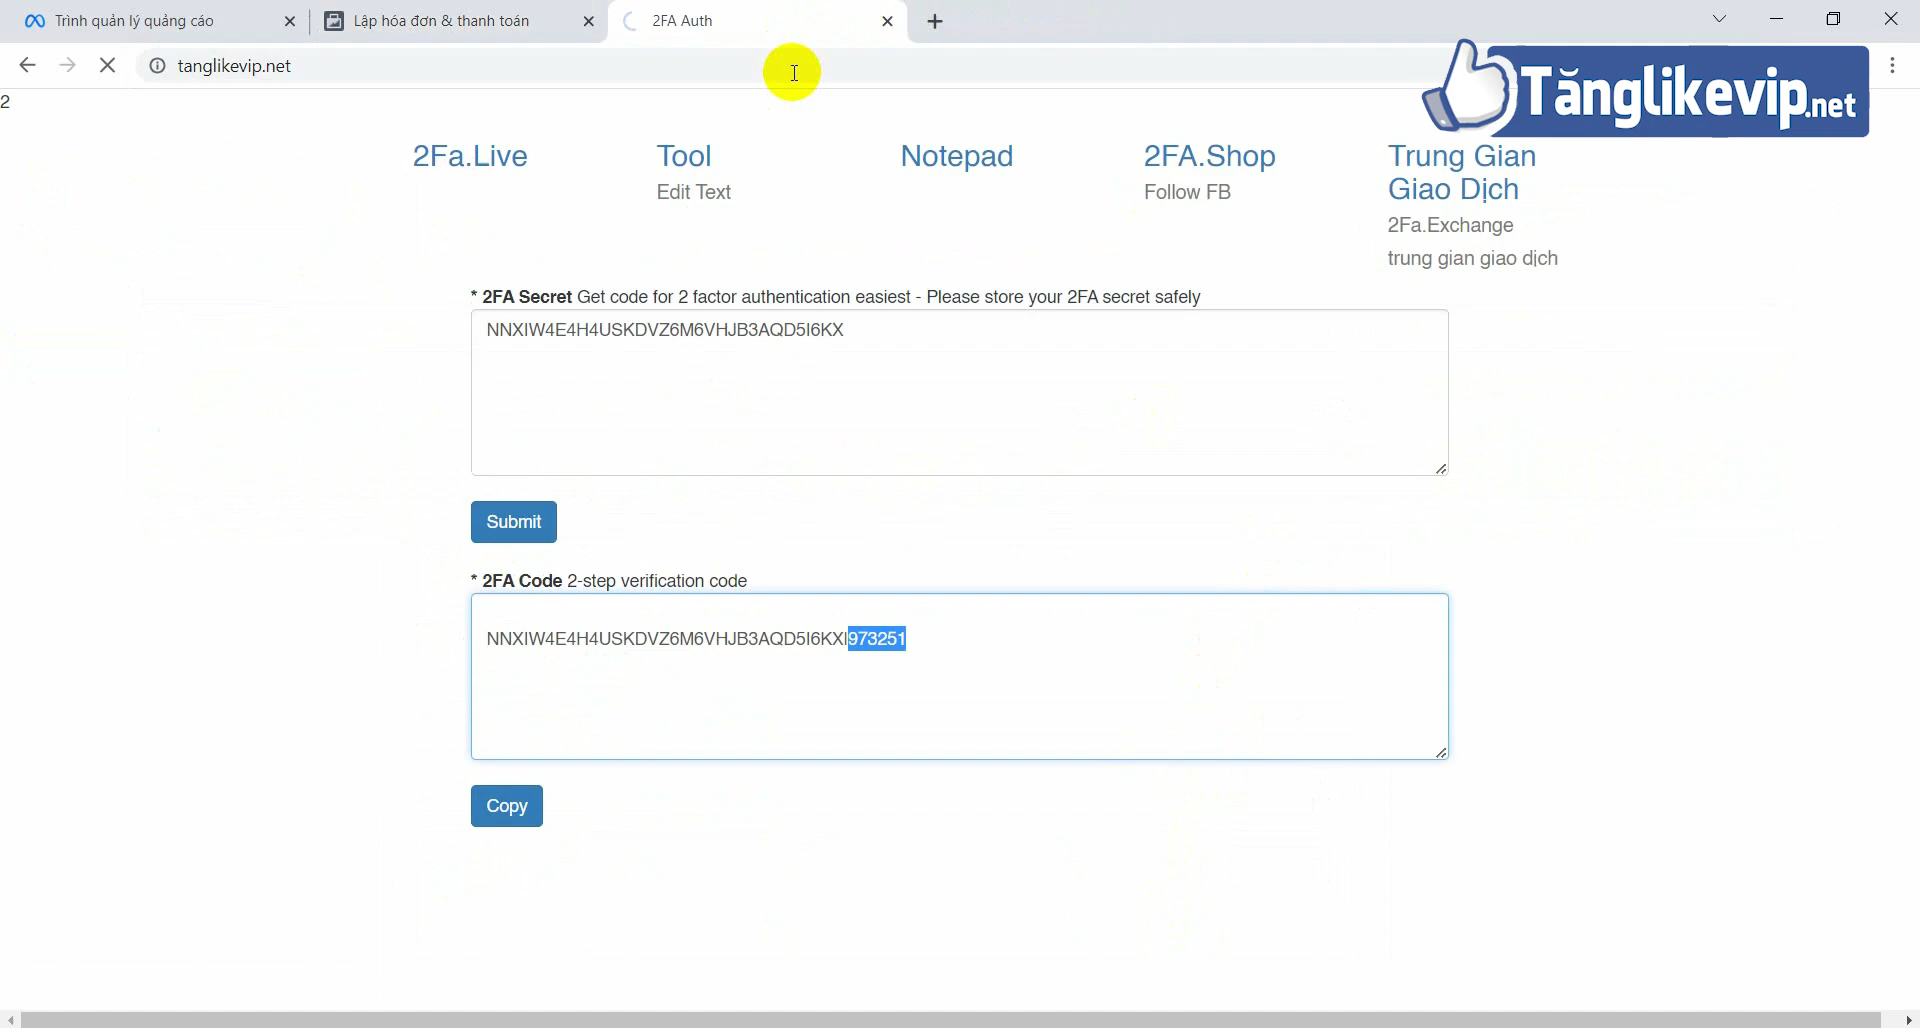 Trình quản lý quảng cáo
Lập hóa đơn & thanh toán
2FA Auth
tanglikevip.net
Tănglikevip.net
2
2Fa.Live
Tool
Edit Text
Notepad
2FA.Shop
Follow FB
Trung Gian
Giao Dịch
2Fa.Exchange
trung gian giao dịch
* 2FA Secret Get code for 2 factor authentication easiest - Please store your 2FA secret safely
NNXIW4E4H4USKDVZ6M6VHJB3AQD5I6KX
Submit
* 2FA Code 2-step verification code
NNXIW4E4H4USKDVZ6M6VHJB3AQD5I6KX|973251
Copy